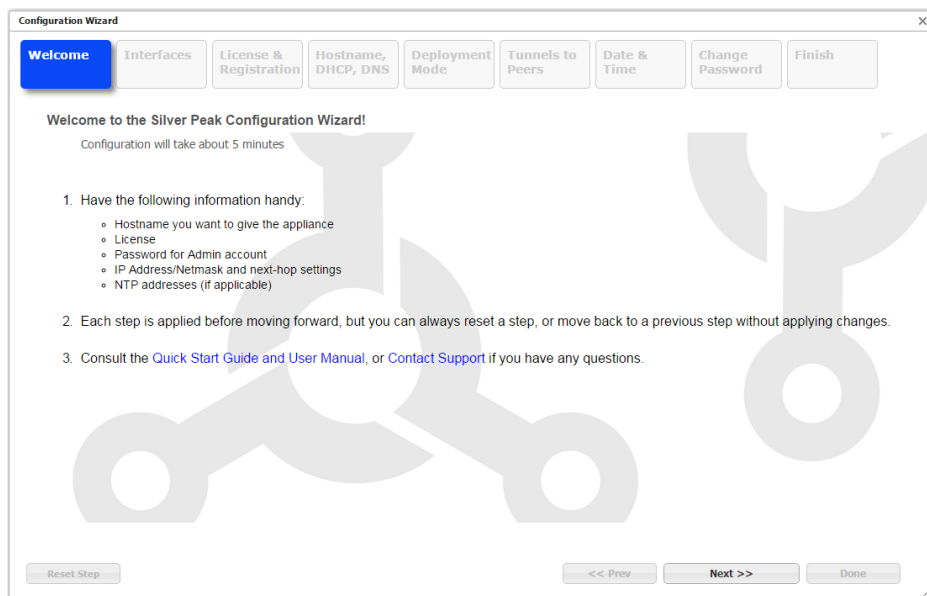 Configuration Wizard
Welcome
Interfaces
License &
Registration
Hostname,
DHCP, DNS
Deployment
Mode
Tunnels to
Peers
Date &
Time
Change
Password
Finish
Welcome to the Silver Peak Configuration Wizard!
Configuration will take about 5 minutes
1. Have the following information handy:
Hostname you want to give the appliance
License
Password for Admin account
IP Address/Netmask and next-hop settings
NTP addresses (if applicable)
2. Each step is applied before moving forward, but you can always reset a step, or move back to a previous step without applying changes.
3. Consult the Quick Start Guide and User Manual, or Contact Support if you have any questions.
Reset Step
<< Prev
Next >>
Done